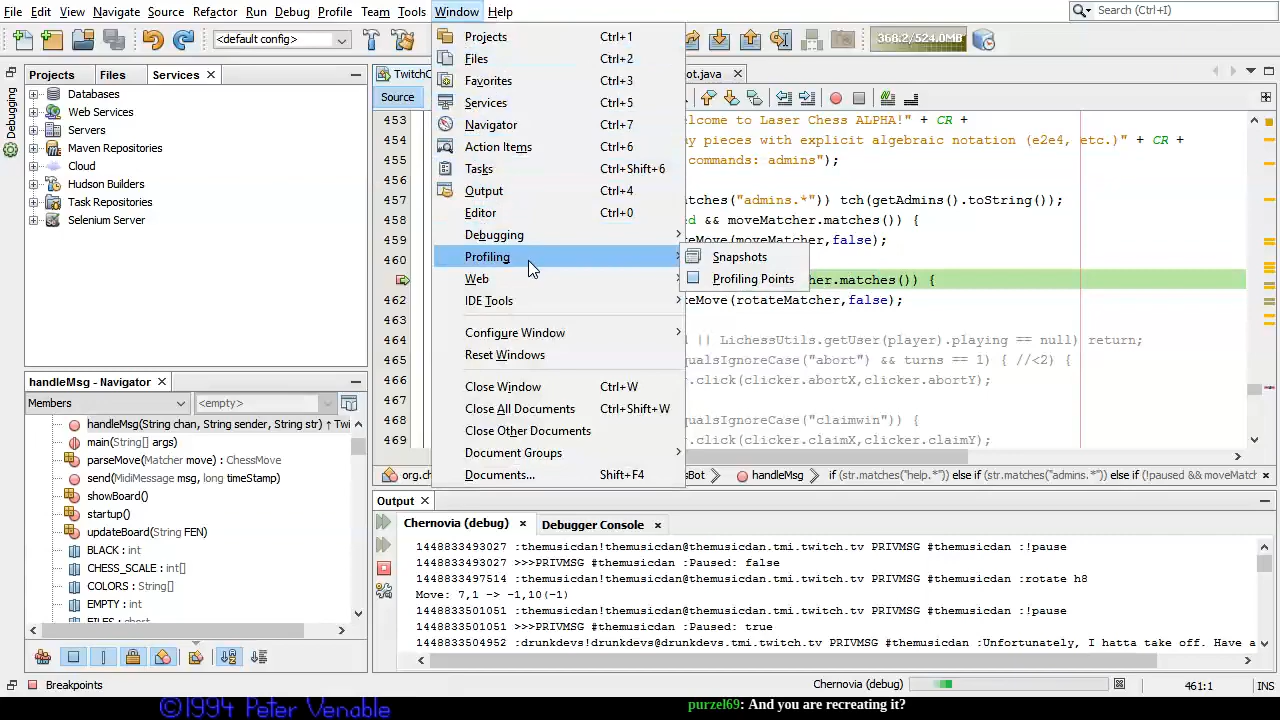 File Edit View Navigate Source Refactor Run Debug Profile Team Tools Window Help
Search (Ctrl+I)
<default config>
368.2/524.0MB
Projects Files Services
Debugging
Databases
Web Services
Servers
Maven Repositories
Cloud
Hudson Builders
Task Repositories
Selenium Server
handleMsg - Navigator
Members
<empty>
handleMsg(String chan, String sender, String str) ↑ Twi
main(String[] args)
parseMove(Matcher move) : ChessMove
send(MidiMessage msg, long timeStamp)
showBoard()
startup()
updateBoard(String FEN)
BLACK : int
CHESS_SCALE : int[]
COLORS : String[]
EMPTY : int
Projects Ctrl+1
Files Ctrl+2
Favorites Ctrl+3
Services Ctrl+5
Navigator Ctrl+7
Action Items Ctrl+6
Tasks Ctrl+Shift+6
Output Ctrl+4
Editor Ctrl+0
Debugging
Profiling
Web
IDE Tools
Configure Window
Reset Windows
Close Window Ctrl+W
Close All Documents Ctrl+Shift+W
Close Other Documents
Document Groups
Documents... Shift+F4
Snapshots
Profiling Points
TwitchC
ot.java
Source
453 elcome to Laser Chess ALPHA!" + CR +
454 ny pieces with explicit algebraic notation (e2e4, etc.)" + CR +
455 commands: admins");
456
457 tches("admins.*")) tch(getAdmins().toString());
458 d && moveMatcher.matches()) {
459 eMove(moveMatcher,false);
460
cher.matches()) {
462 eMove(rotateMatcher,false);
463
464 d || LichessUtils.getUser(player).playing == null) return;
465 qualsIgnoreCase("abort") && turns == 1) { //<2) {
466 r.click(clicker.abortX,clicker.abortY);
467
468 qualsIgnoreCase("claimwin")) {
469 r.click(clicker.claimX,clicker.claimY);
org.ch
sBot
handleMsg
if (str.matches("help.*")) else if (str.matches("admins.*")) else if (!paused && moveMatc
Output
Chernovia (debug)
Debugger Console
1448833493027 :themusicdan!themusicdan@themusicdan.tmi.twitch.tv PRIVMSG #themusicdan :!pause
1448833493027 >>>PRIVMSG #themusicdan :Paused: false
1448833497514 :themusicdan!themusicdan@themusicdan.tmi.twitch.tv PRIVMSG #themusicdan :rotate h8
Move: 7,1 -> -1,10(-1)
1448833501051 :themusicdan!themusicdan@themusicdan.tmi.twitch.tv PRIVMSG #themusicdan :!pause
1448833501051 >>>PRIVMSG #themusicdan :Paused: true
1448833504952 :drunkdevs!drunkdevs@drunkdevs.tmi.twitch.tv PRIVMSG #themusicdan :Unfortunately, I hatta take off. Have a
Breakpoints
Chernovia (debug)
461:1
INS
©1994 Peter Venable
purzel69: And you are recreating it?